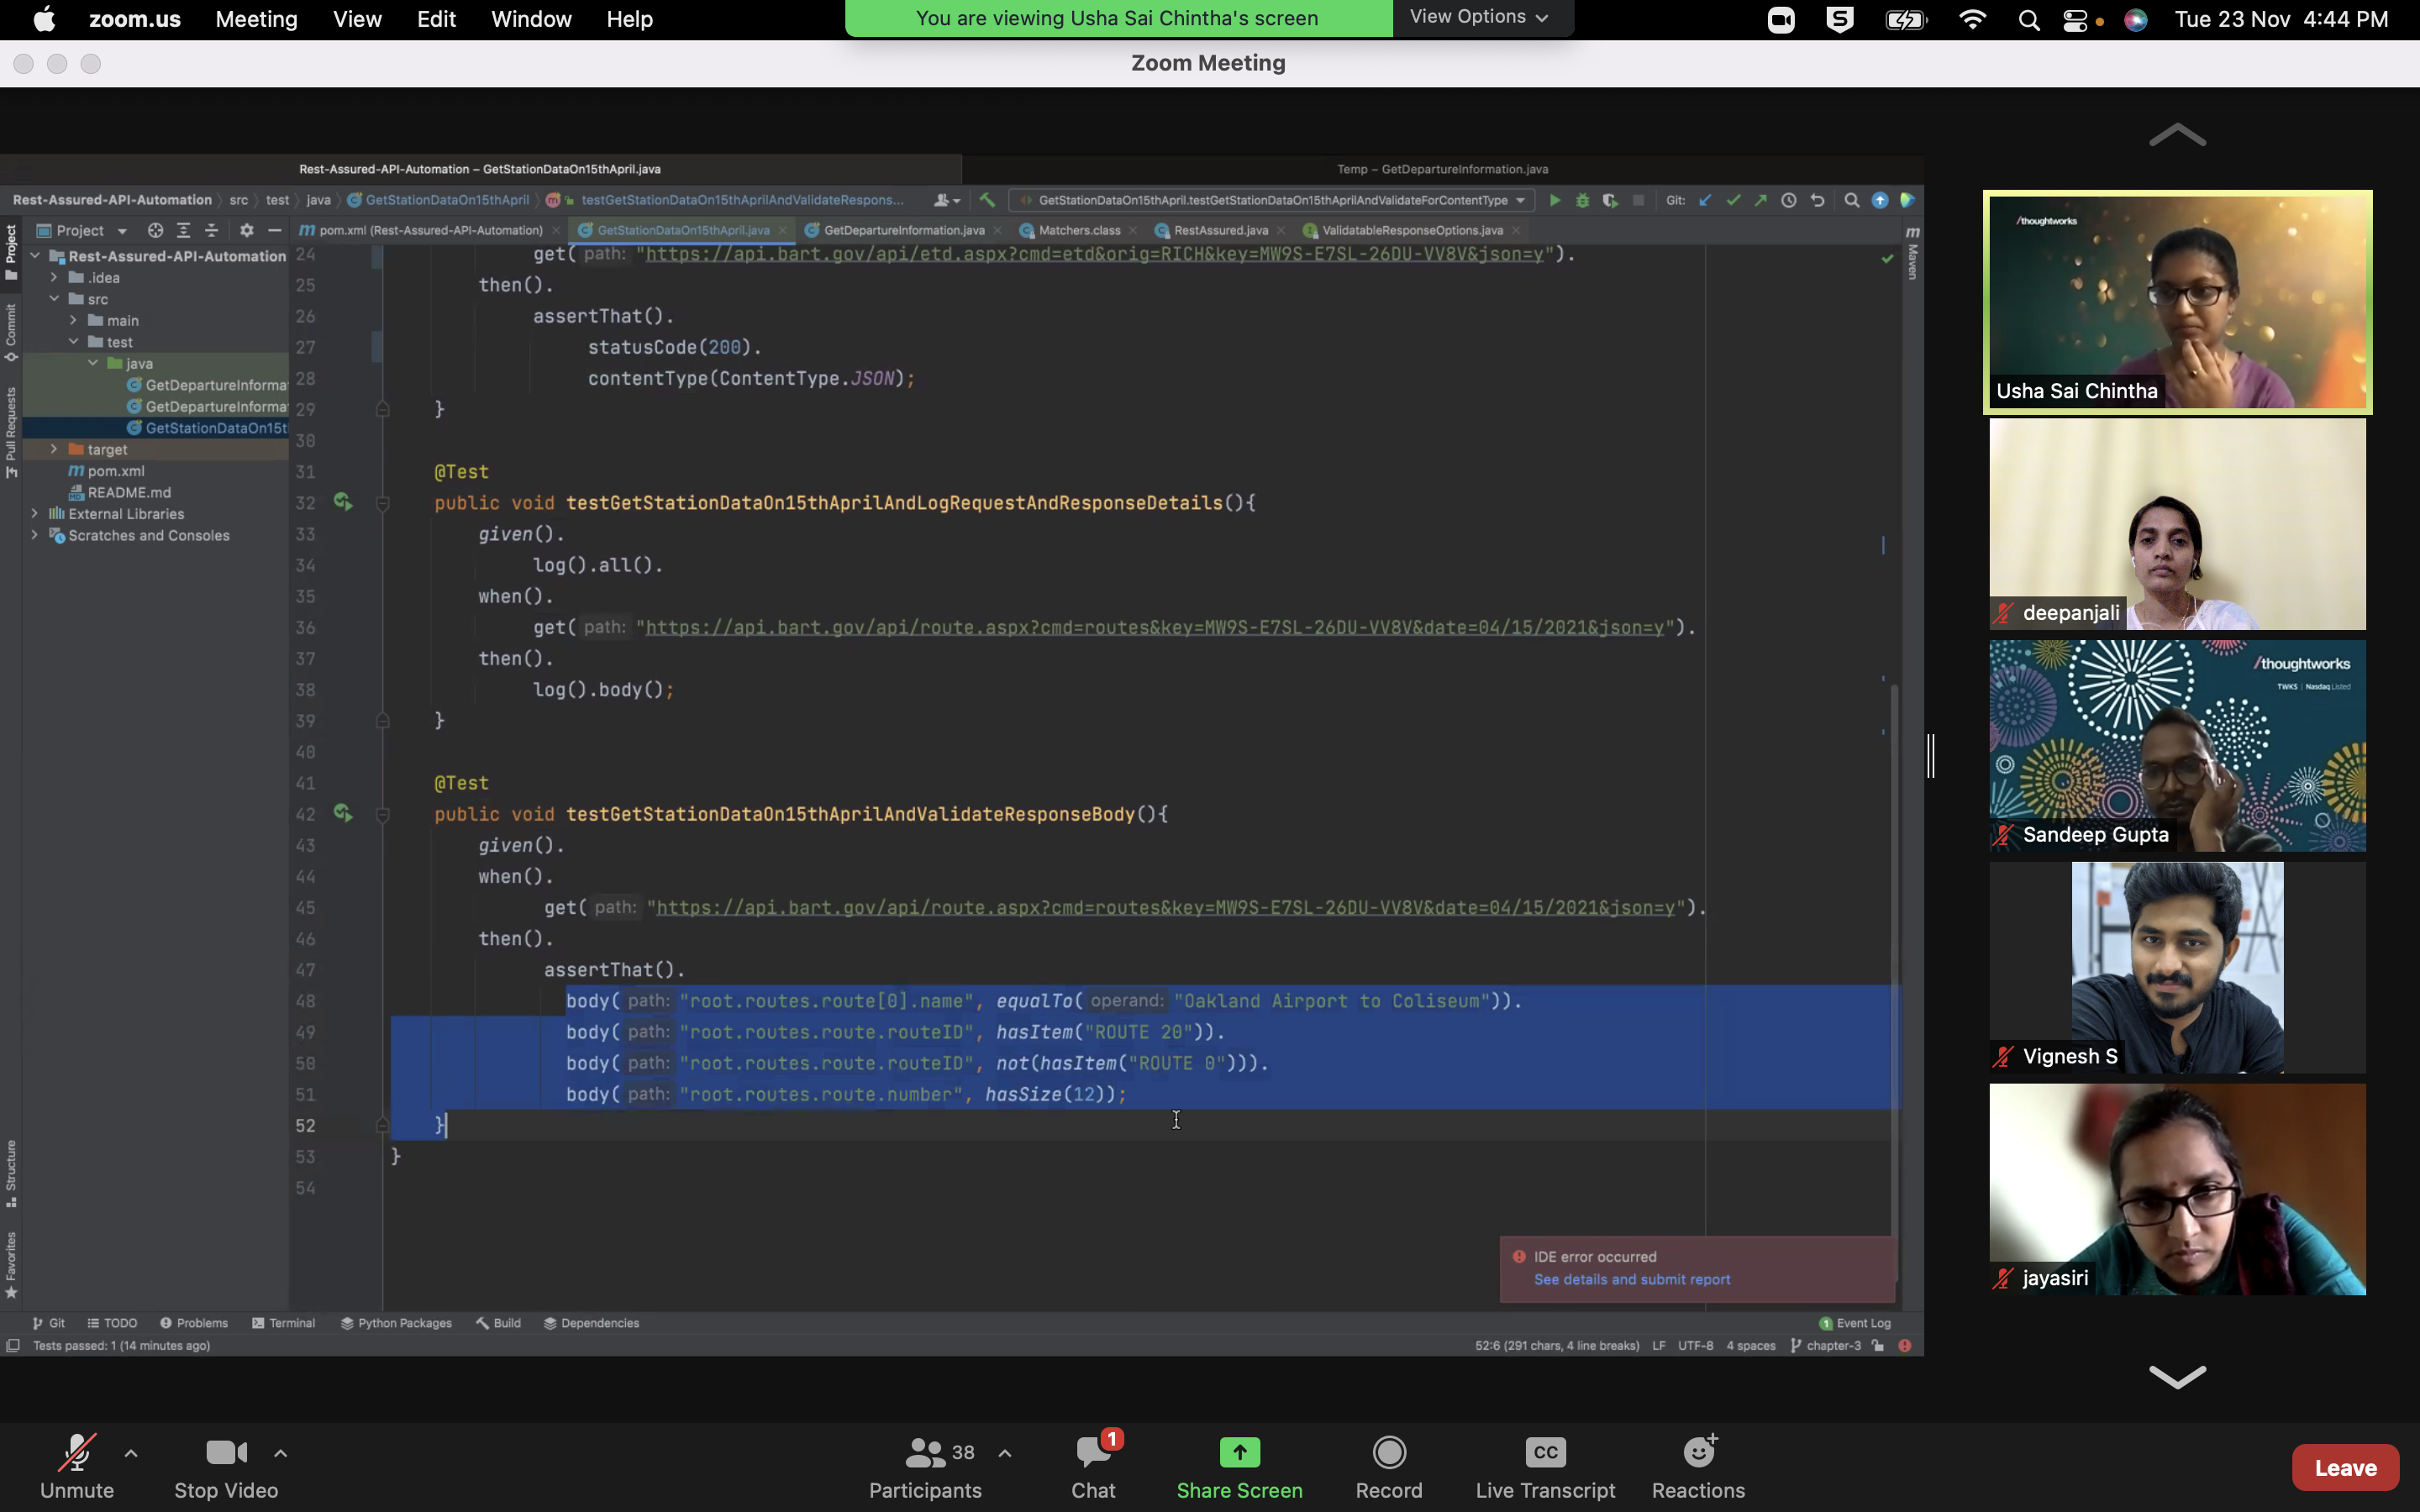 zoom.us Meeting View Edit Window Help
You are viewing Usha Sai Chintha's screen View Options
Tue 23 Nov 4:44 PM
Zoom Meeting
Rest-Assured-API-Automation – GetStationDataOn15thApril.java
Temp – GetDepartureInformation.java
Rest-Assured-API-Automation src test java GetStationDataOn15thApril testGetStationDataOn15thAprilAndValidateRespons...
GetStationDataOn15thApril.testGetStationDataOn15thAprilAndValidateForContentType Git:
Project
pom.xml (Rest-Assured-API-Automation) GetStationDataOn15thApril.java GetDepartureInformation.java Matchers.class RestAssured.java ValidatableResponseOptions.java
Project
Commit
Pull Requests
Structure
Favorites
Maven
Rest-Assured-API-Automation
.idea
src
main
test
java
GetDepartureInforma
GetDepartureInforma
GetStationDataOn15t
target
pom.xml
README.md
External Libraries
Scratches and Consoles
24 get( path: "https://api.bart.gov/api/etd.aspx?cmd=etd&orig=RICH&key=MW9S-E7SL-26DU-VV8V&json=y").
25 then().
26 assertThat().
27 statusCode(200).
28 contentType(ContentType.JSON);
29 }
30
31 @Test
32 public void testGetStationDataOn15thAprilAndLogRequestAndResponseDetails(){
33 given().
34 log().all().
35 when().
36 get( path: "https://api.bart.gov/api/route.aspx?cmd=routes&key=MW9S-E7SL-26DU-VV8V&date=04/15/2021&json=y").
37 then().
38 log().body();
39 }
40
41 @Test
42 public void testGetStationDataOn15thAprilAndValidateResponseBody(){
43 given().
44 when().
45 get( path: "https://api.bart.gov/api/route.aspx?cmd=routes&key=MW9S-E7SL-26DU-VV8V&date=04/15/2021&json=y").
46 then().
47 assertThat().
48 body( path: "root.routes.route[0].name", equalTo( operand: "Oakland Airport to Coliseum")).
49 body( path: "root.routes.route.routeID", hasItem("ROUTE 20")).
50 body( path: "root.routes.route.routeID", not(hasItem("ROUTE 0"))).
51 body( path: "root.routes.route.number", hasSize(12));
52 }
53 }
54
IDE error occurred
See details and submit report
Git TODO Problems Terminal Python Packages Build Dependencies
1 Event Log
Tests passed: 1 (14 minutes ago)
52:6 (291 chars, 4 line breaks) LF UTF-8 4 spaces chapter-3
/thoughtworks
Usha Sai Chintha
deepanjali
/thoughtworks
TWKS | Nasdaq Listed
Sandeep Gupta
Vignesh S
jayasiri
Unmute
Stop Video
38
Participants
1
Chat
Share Screen
Record
CC
Live Transcript
Reactions
Leave